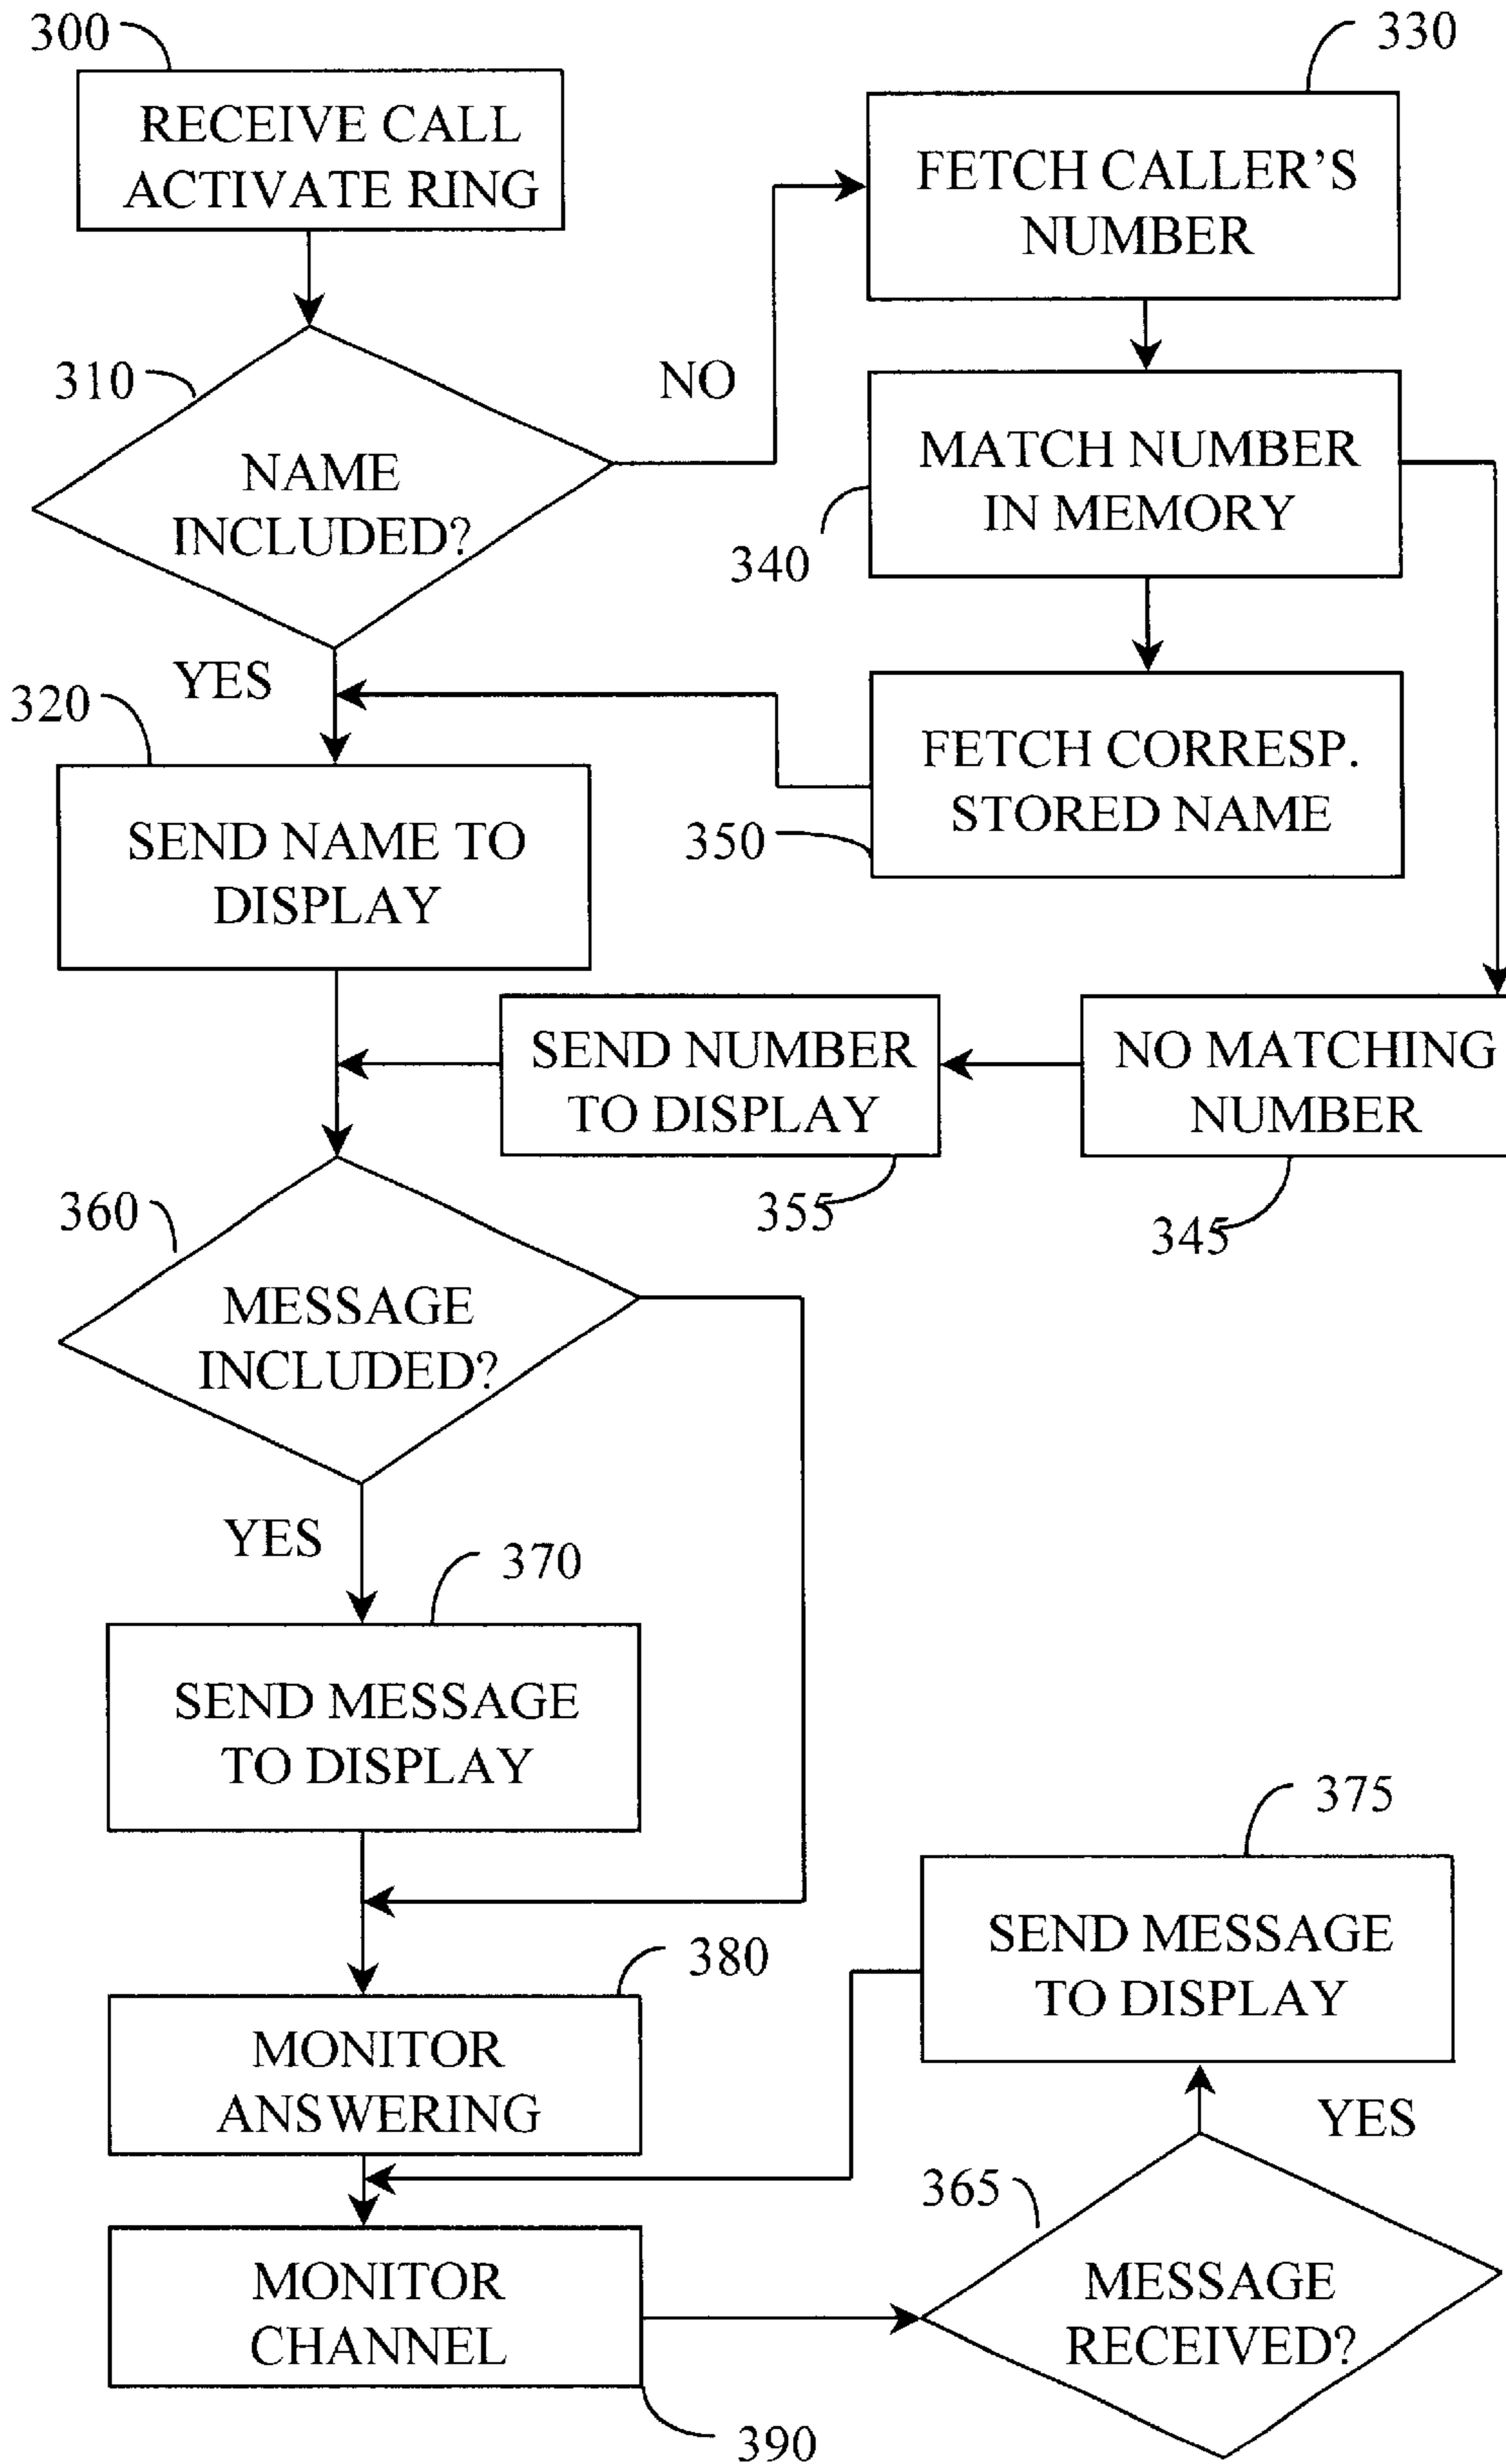 300
RECEIVE CALL
ACTIVATE RING
330
FETCH CALLER'S
NUMBER
310
NAME
INCLUDED?
NO
MATCH NUMBER
IN MEMORY
340
YES
320
SEND NAME TO
DISPLAY
FETCH CORRESP.
STORED NAME
350
SEND NUMBER
TO DISPLAY
355
NO MATCHING
NUMBER
345
360
MESSAGE
INCLUDED?
YES
370
SEND MESSAGE
TO DISPLAY
375
SEND MESSAGE
TO DISPLAY
380
MONITOR
ANSWERING
YES
365
MESSAGE
RECEIVED?
MONITOR
CHANNEL
390